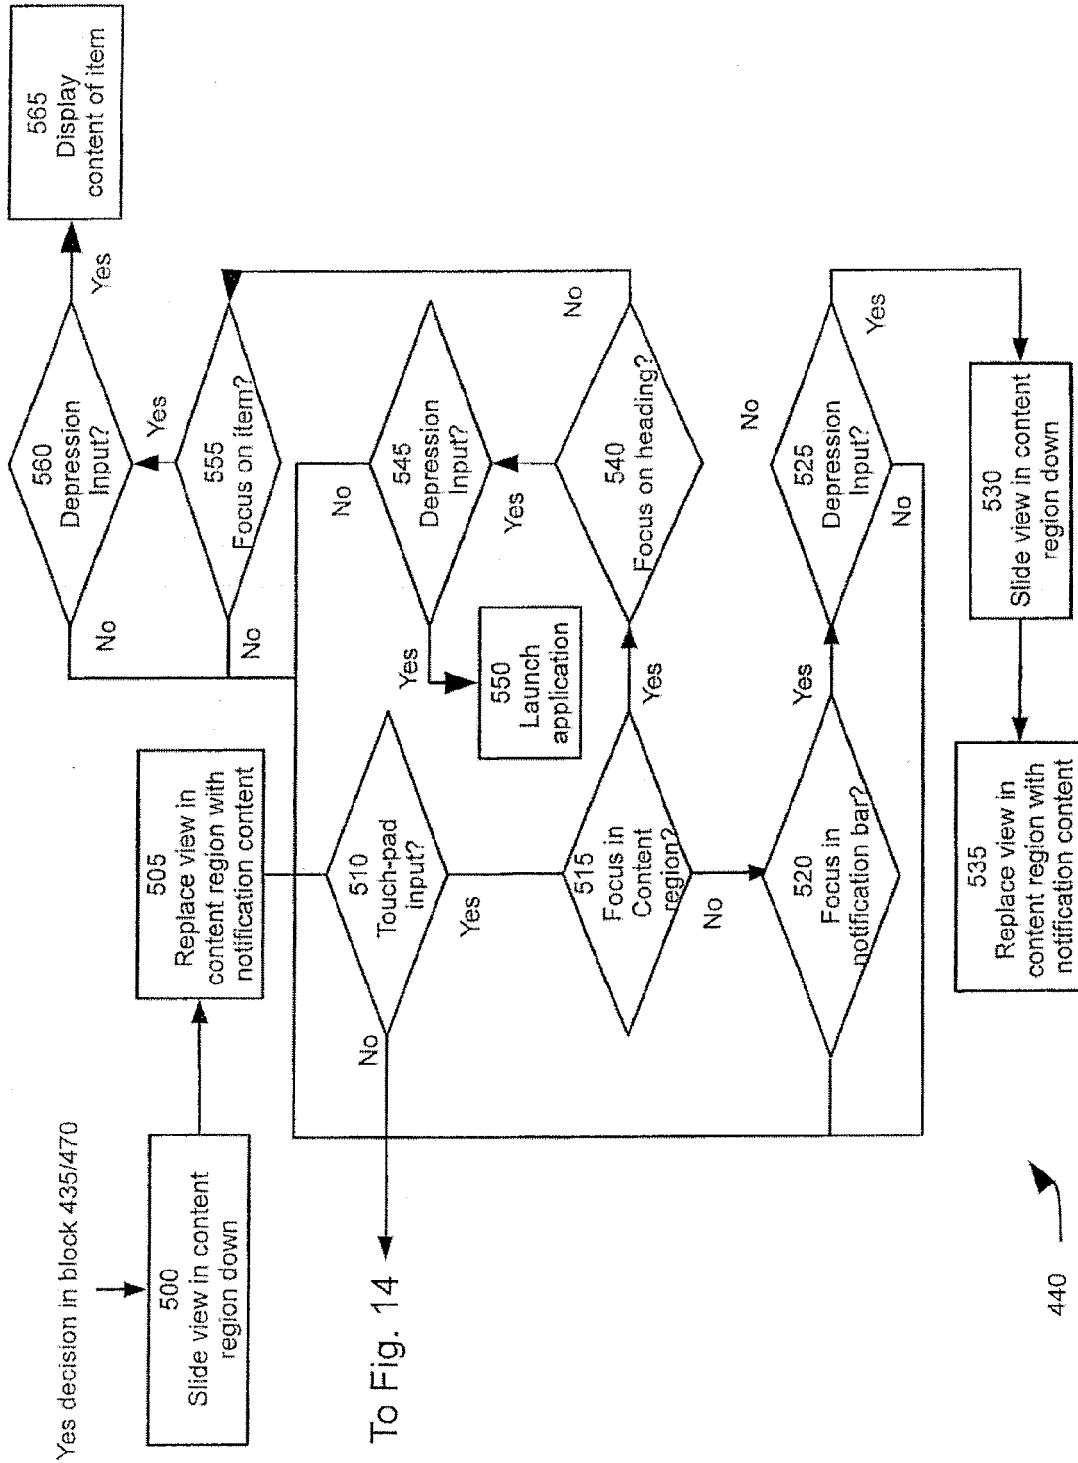 Yes decision in block 435/470
500
Slide view in content
region down
505
Replace view in
content region with
notification content
510
Touch-pad
input?
No
Yes
To Fig. 14
515
Focus in
Content
region?
Yes
No
520
Focus in
notification bar?
Yes
525
Depression
Input?
No
No
Yes
530
Slide view in content
region down
535
Replace view in
content region with
notification content
540
Focus on heading?
Yes
No
545
Depression
Input?
No
Yes
550
Launch
application
555
Focus on item?
Yes
No
560
Depression
Input?
No
Yes
565
Display
content of item
440